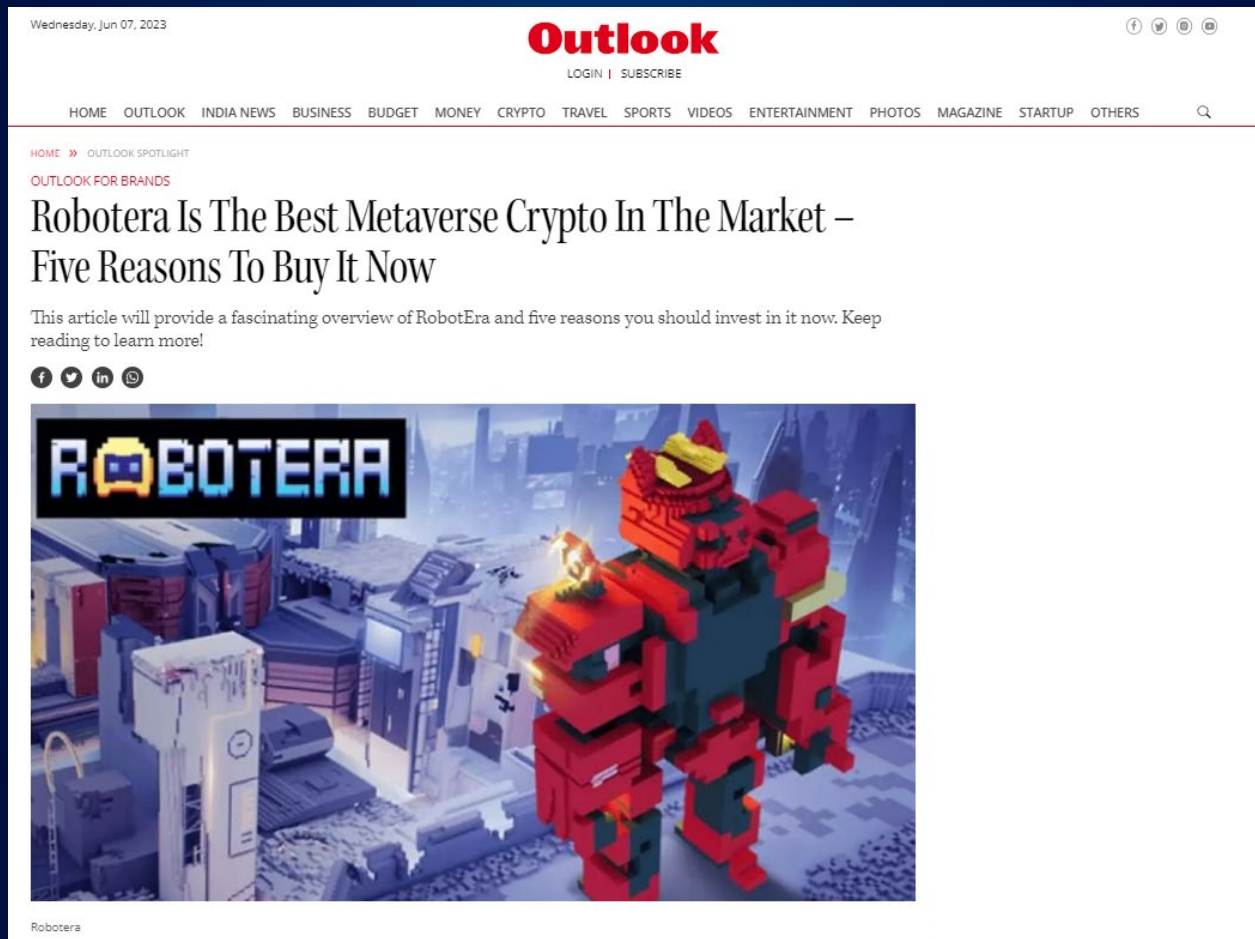 Wednesday, Jun 07, 2023
Outlook
LOGIN | SUBSCRIBE
HOME OUTLOOK INDIA NEWS BUSINESS BUDGET MONEY CRYPTO TRAVEL SPORTS VIDEOS ENTERTAINMENT PHOTOS MAGAZINE STARTUP OTHERS
HOME » OUTLOOK SPOTLIGHT
OUTLOOK FOR BRANDS
Robotera Is The Best Metaverse Crypto In The Market –
Five Reasons To Buy It Now
This article will provide a fascinating overview of RobotEra and five reasons you should invest in it now. Keep
reading to learn more!
ROBOTERA
Robotera